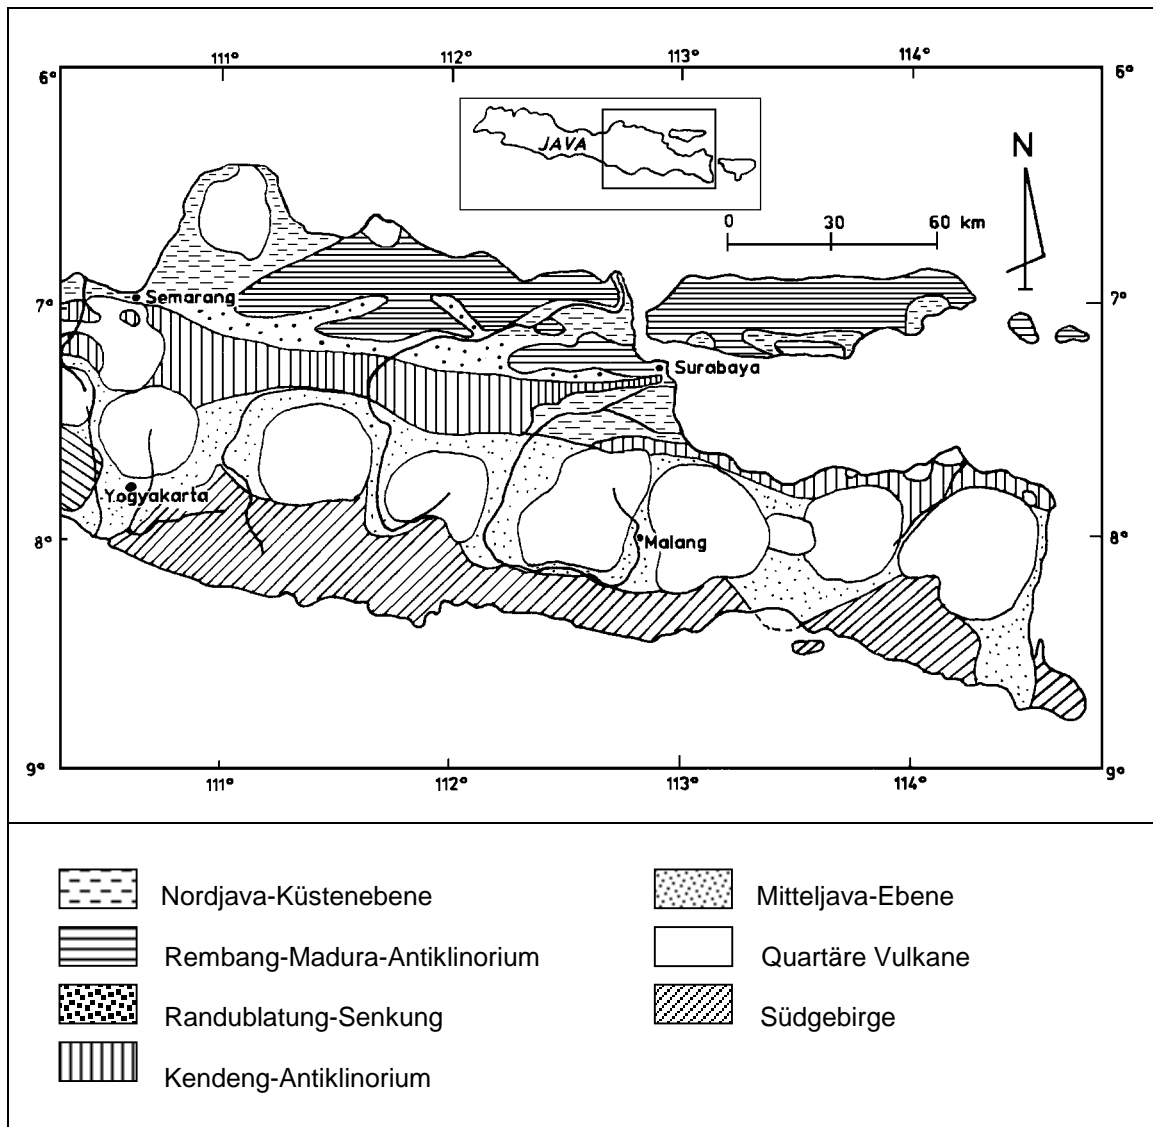 111° 112° 113° 114°
6° 6°
JAVA
N
0 30 60 km
Semarang
7° 7°
Surabaya
Yogyakarta
8° Malang 8°
9° 9°
111° 112° 113° 114°
Nordjava-Küstenebene Mitteljava-Ebene
Rembang-Madura-Antiklinorium Quartäre Vulkane
Randublatung-Senkung Südgebirge
Kendeng-Antiklinorium